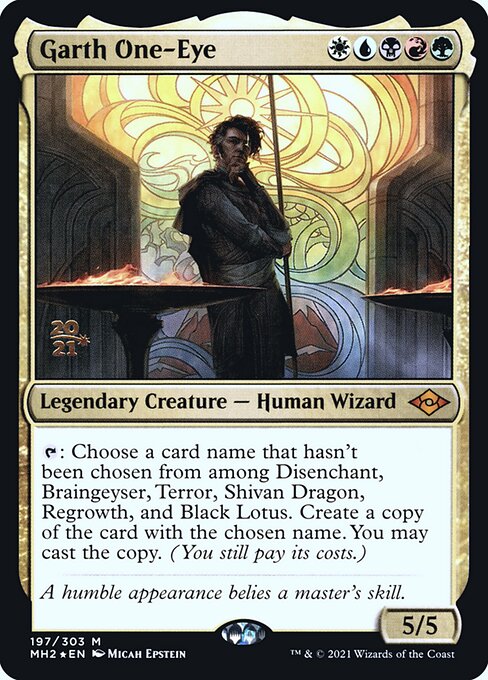 Garth One-Eye
20
21
Legendary Creature — Human Wizard
: Choose a card name that hasn't
been chosen from among Disenchant,
Braingeyser, Terror, Shivan Dragon,
Regrowth, and Black Lotus. Create a copy
of the card with the chosen name. You may
cast the copy. (You still pay its costs.)
A humble appearance belies a master's skill.
5/5
197/303 M
MH2 ★ EN Micah Epstein
™ & © 2021 Wizards of the Coast